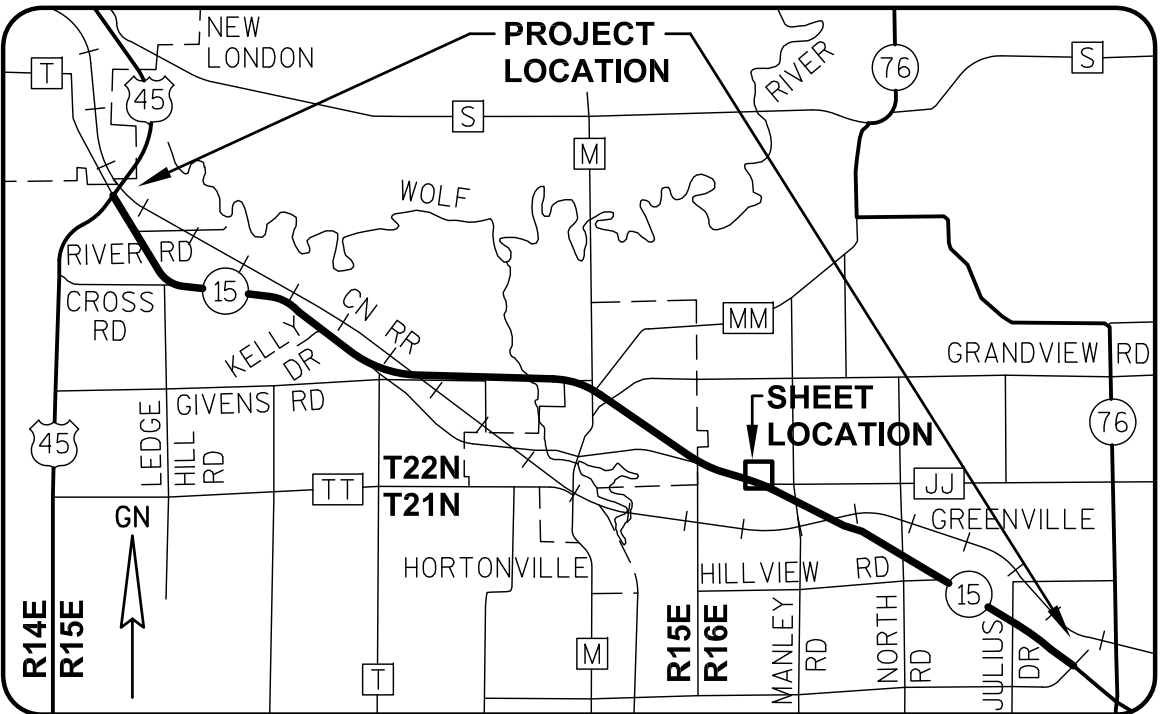 NEW
LONDON
PROJECT
LOCATION
T
45
S
76
S
RIVER
M
WOLF
RIVER RD
CROSS
RD
15
CN RR
KELLY
DR
MM
GRANDVIEW RD
GIVENS RD
SHEET
LOCATION
76
45
LEDGE
HILL
RD
T22N
T21N
TT
JJ
GN
GREENVILLE
HORTONVILLE
HILLVIEW RD
15
R14E
R15E
R15E
R16E
MANLEY
RD
NORTH
RD
JULIUS
DR
M
T